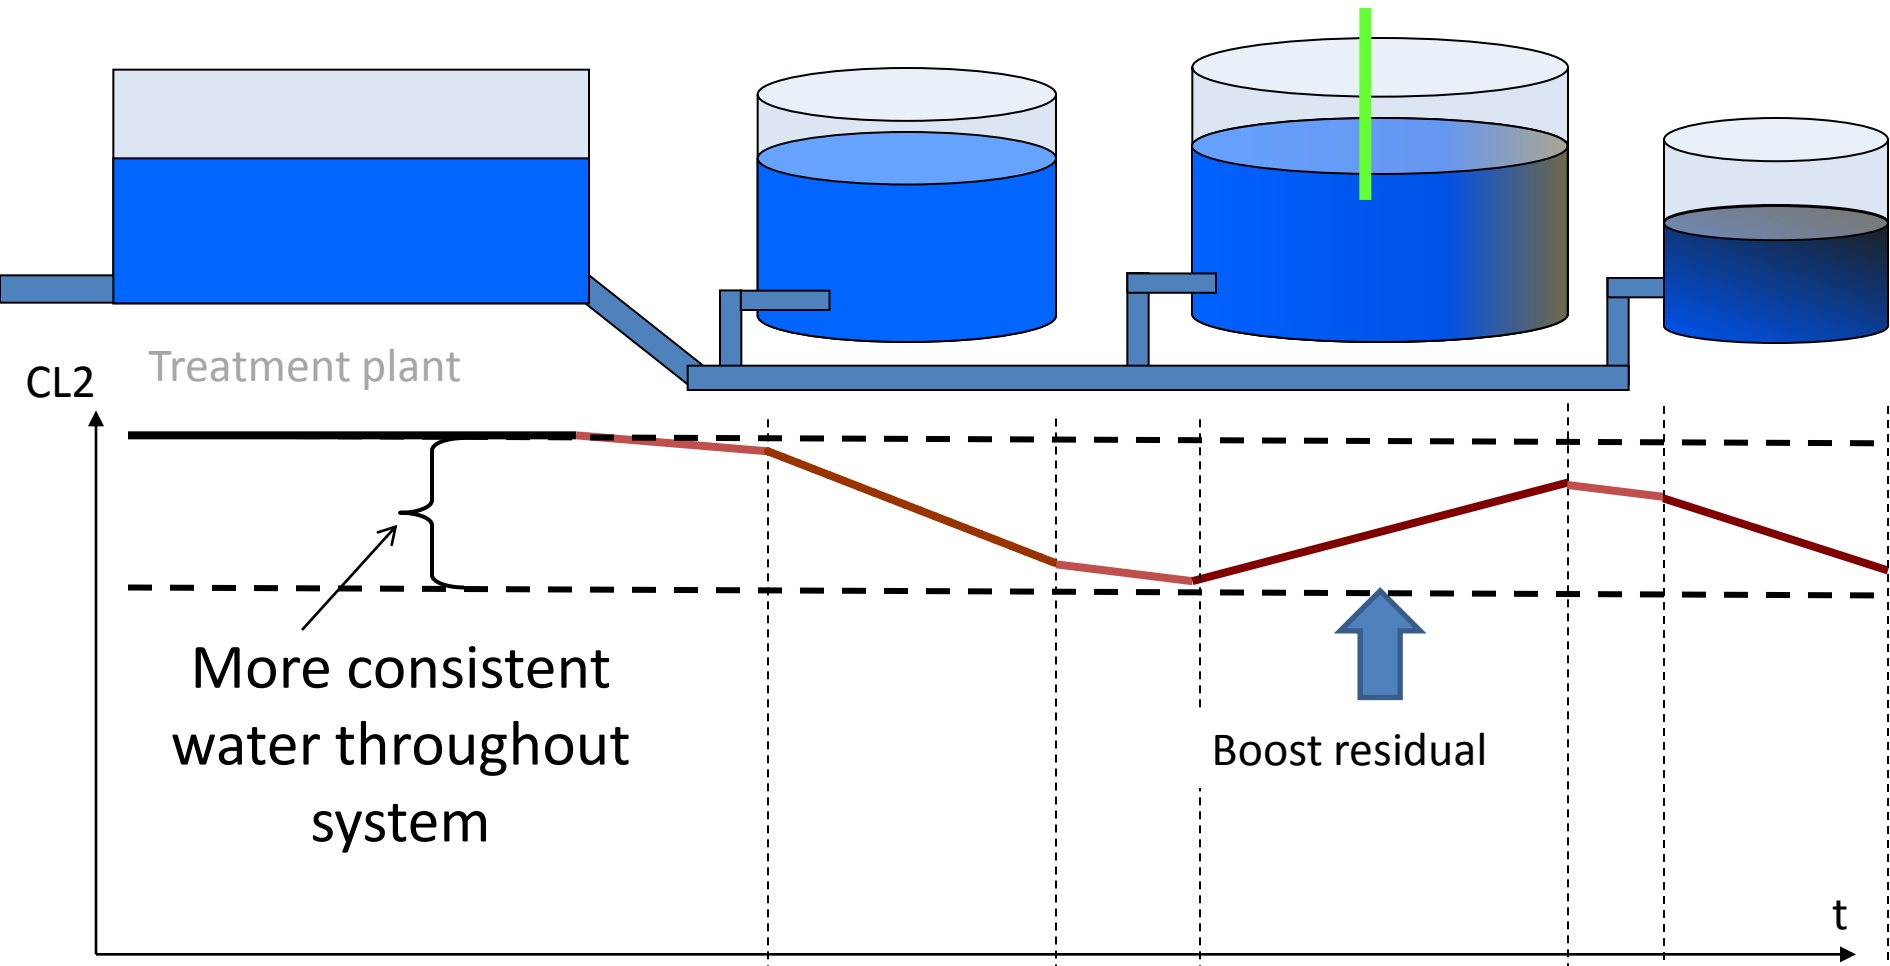 Treatment plant
CL2
More consistent
water throughout
system
Boost residual
t